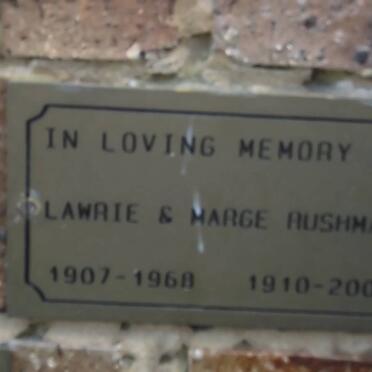 IN LOVING MEMORY
LAWRIE & MARGE RUSHM
1907-1968 1910-200